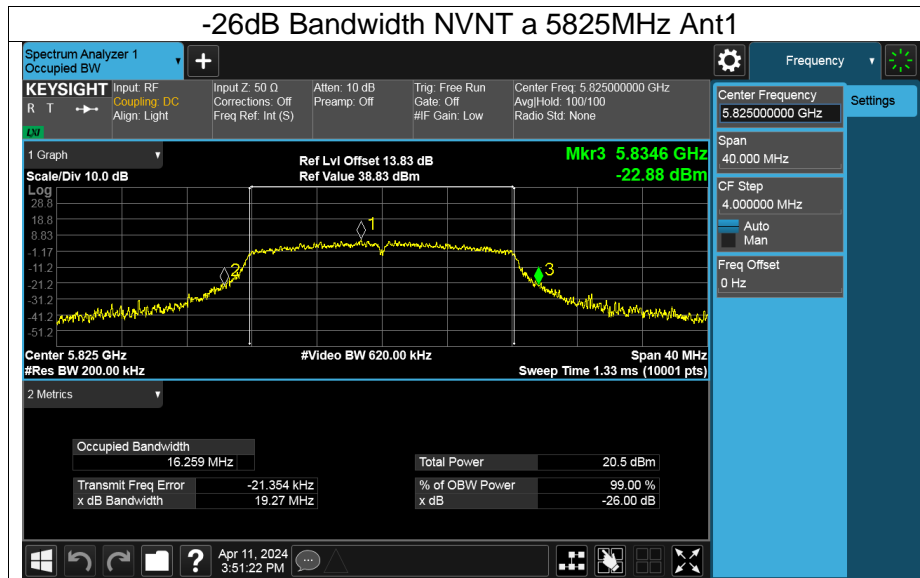 -26dB Bandwidth NVNT a 5825MHz Ant1
Spectrum Analyzer 1
Occupied BW
+
Frequency
KEYSIGHT
R T
LXI
Input: RF
Coupling: DC
Align: Light
Input Z: 50 Ω
Corrections: Off
Freq Ref: Int (S)
Atten: 10 dB
Preamp: Off
Trig: Free Run
Gate: Off
#IF Gain: Low
Center Freq: 5.825000000 GHz
Avg|Hold: 100/100
Radio Std: None
Center Frequency
5.825000000 GHz
Settings
Span
40.000 MHz
CF Step
4.000000 MHz
Auto
Man
Freq Offset
0 Hz
1 Graph
Scale/Div 10.0 dB
Ref Lvl Offset 13.83 dB
Ref Value 38.83 dBm
Mkr3 5.8346 GHz
-22.88 dBm
Log
28.8
18.8
8.83
-1.17
-11.2
-21.2
-31.2
-41.2
-51.2
1
2
3
Center 5.825 GHz
#Video BW 620.00 kHz
Span 40 MHz
#Res BW 200.00 kHz
Sweep Time 1.33 ms (10001 pts)
2 Metrics
Occupied Bandwidth
16.259 MHz
Total Power 20.5 dBm
Transmit Freq Error -21.354 kHz
% of OBW Power 99.00 %
x dB Bandwidth 19.27 MHz
x dB -26.00 dB
?
Apr 11, 2024
3:51:22 PM